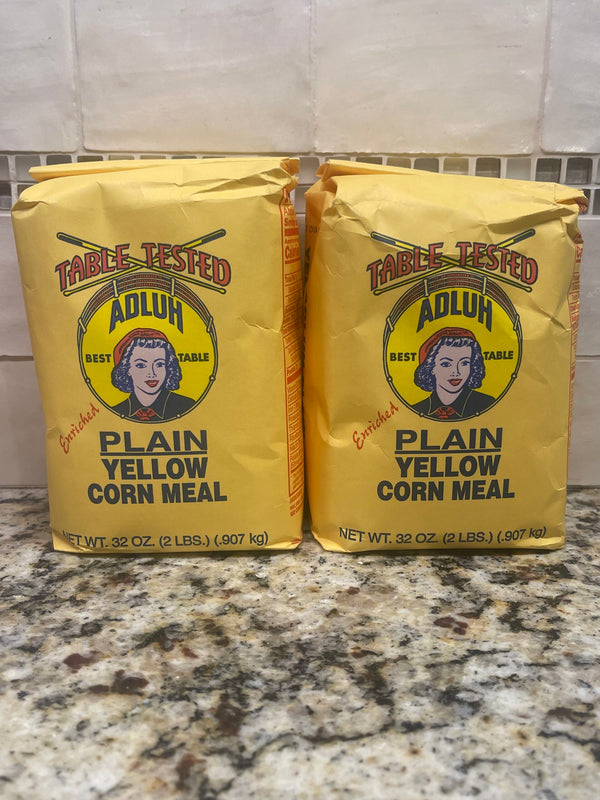 TABLE TESTED
ADLUH
BEST TABLE
Enriched
PLAIN
YELLOW
CORN MEAL
NET WT. 32 OZ. (2 LBS.) (.907 kg)
TABLE TESTED
ADLUH
BEST TABLE
Enriched
PLAIN
YELLOW
CORN MEAL
NET WT. 32 OZ. (2 LBS.) (.907 kg)